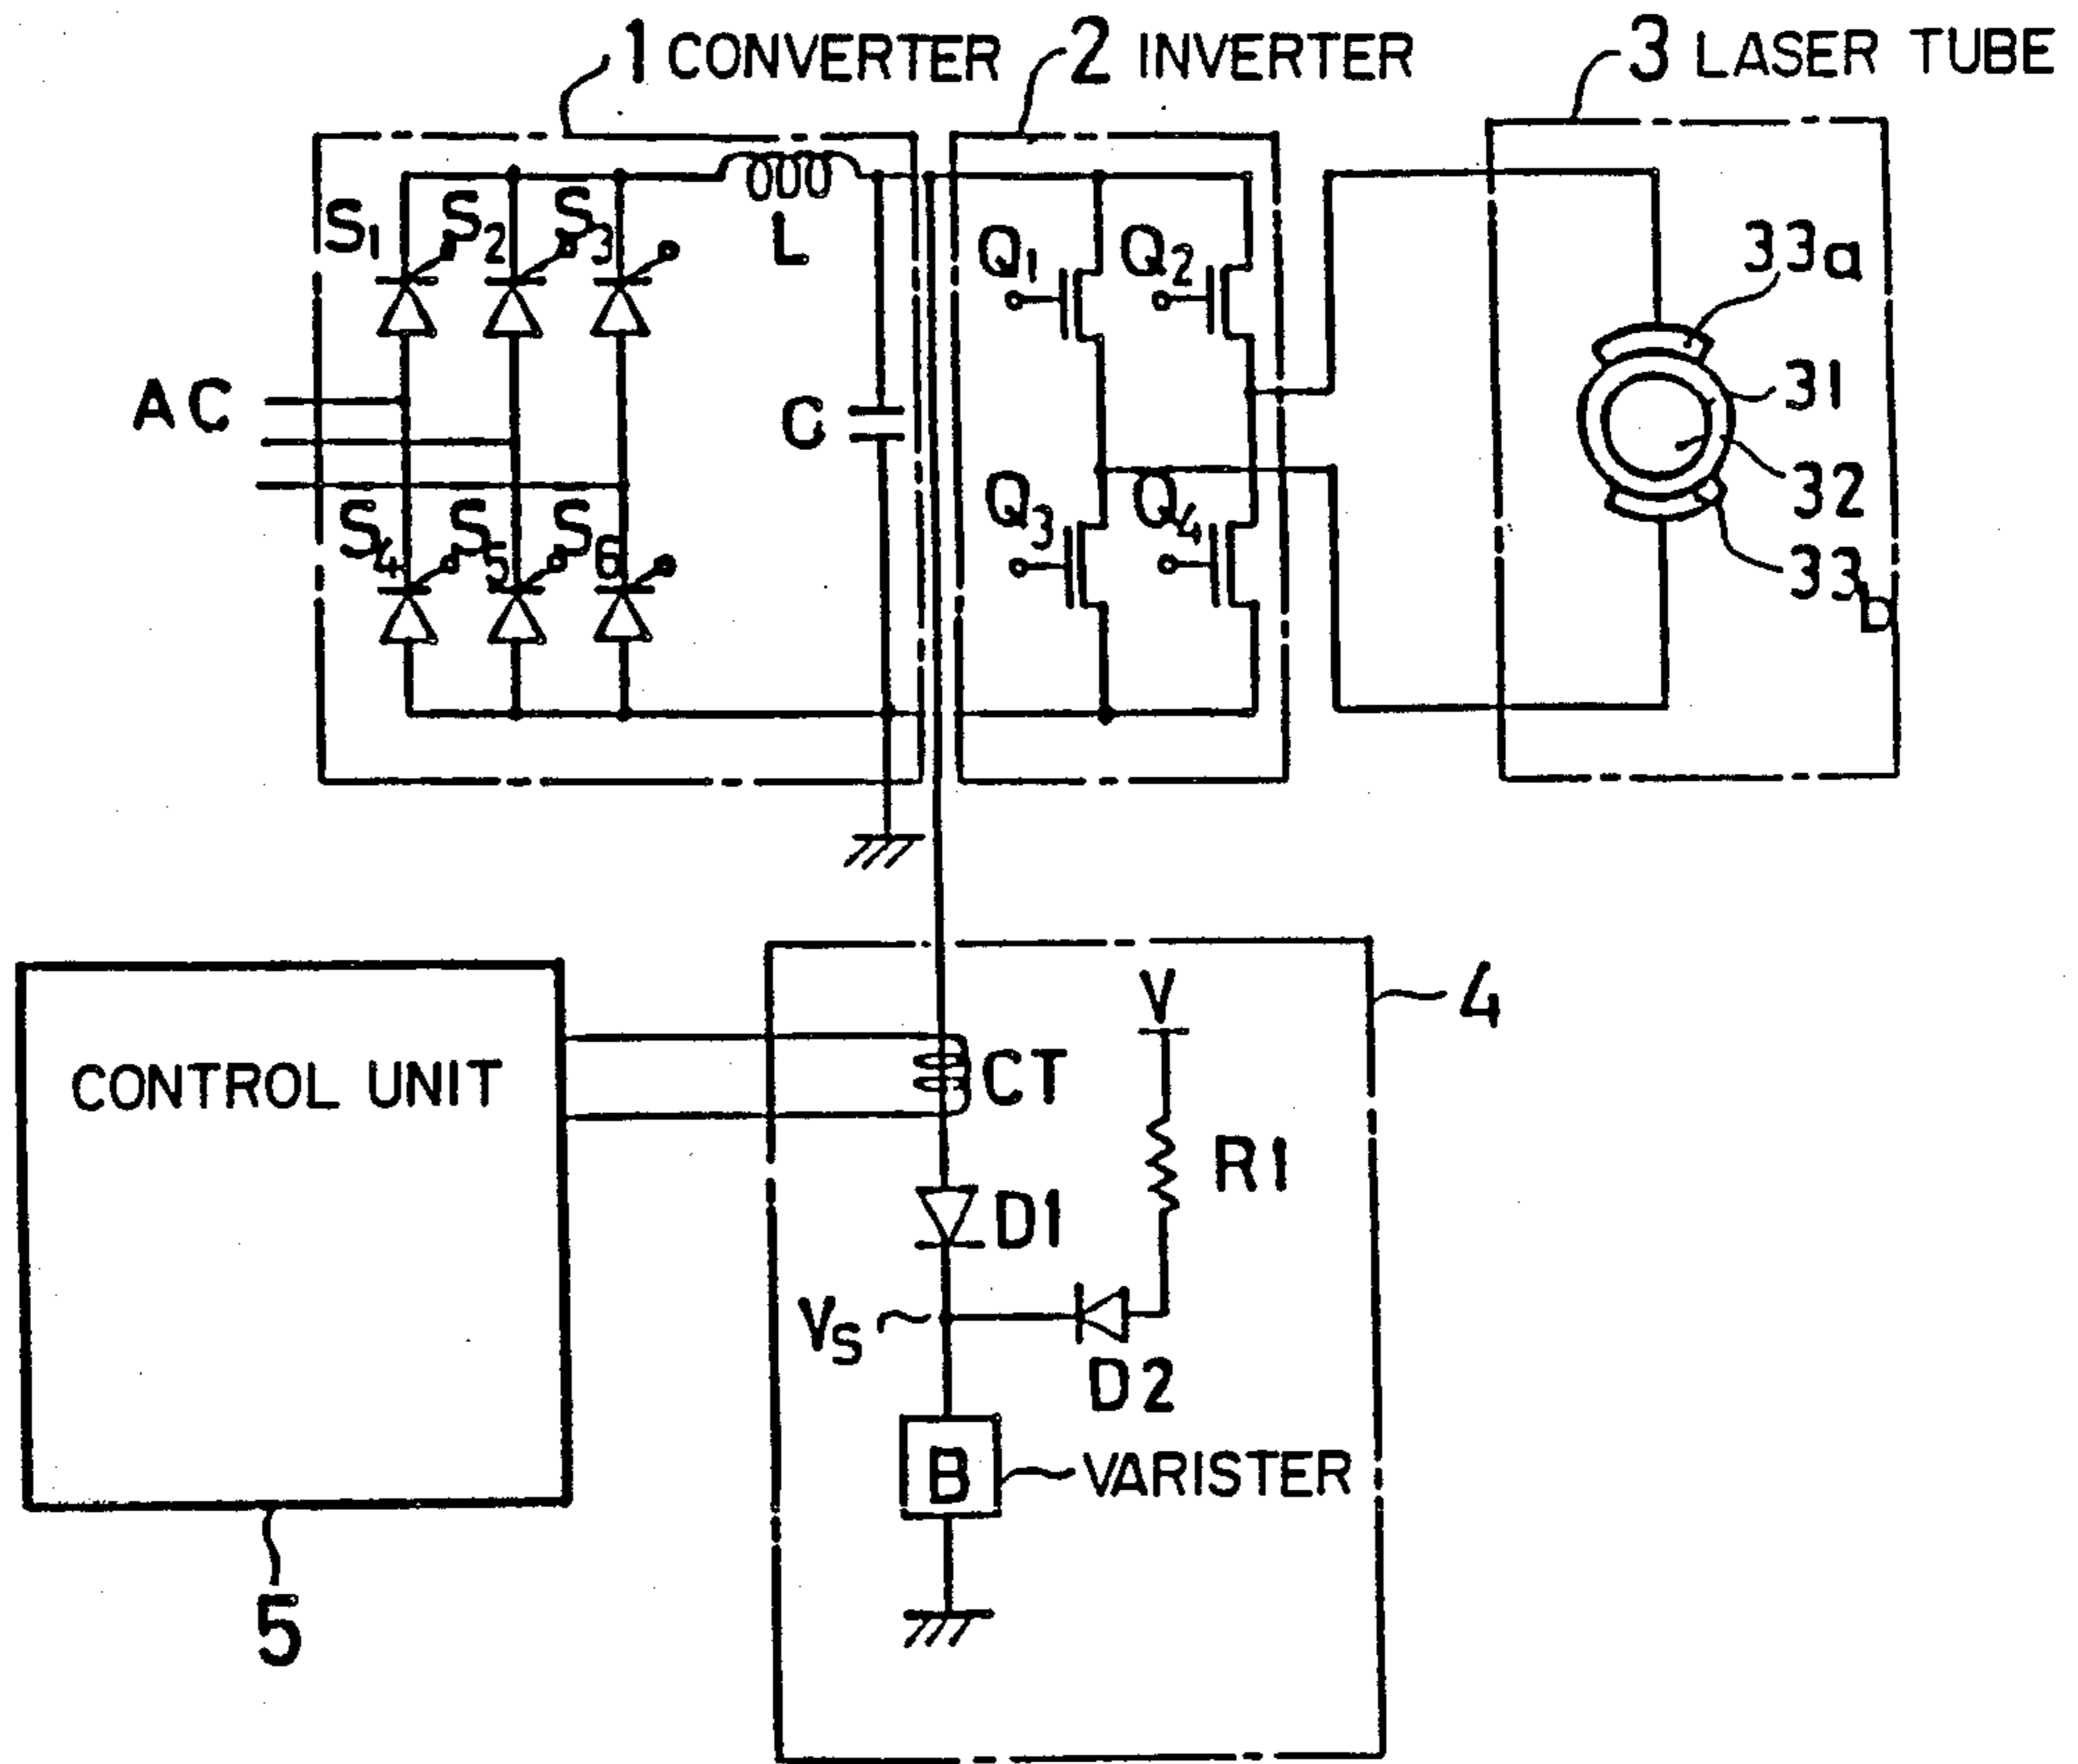 1 CONVERTER
2 INVERTER
3 LASER TUBE
S1
S2
S3
L
Q1
Q2
33a
AC
C
31
32
S4
S5
S6
Q3
Q4
33b
4
V
CONTROL UNIT
CT
R1
D1
VS
D2
B
VARISTER
5